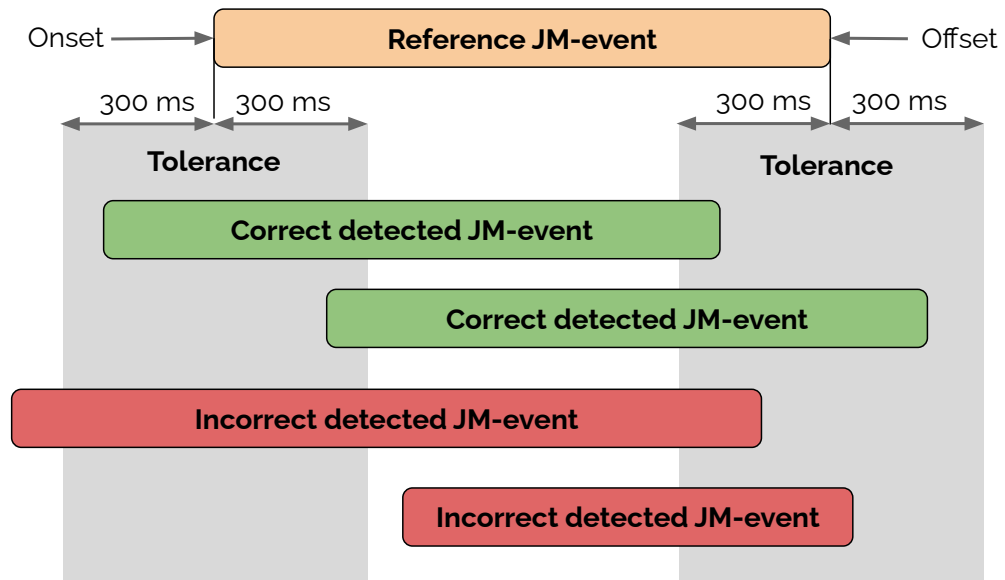 Onset
Reference JM-event
Offset
300 ms
300 ms
300 ms
300 ms
Tolerance
Tolerance
Correct detected JM-event
Correct detected JM-event
Incorrect detected JM-event
Incorrect detected JM-event